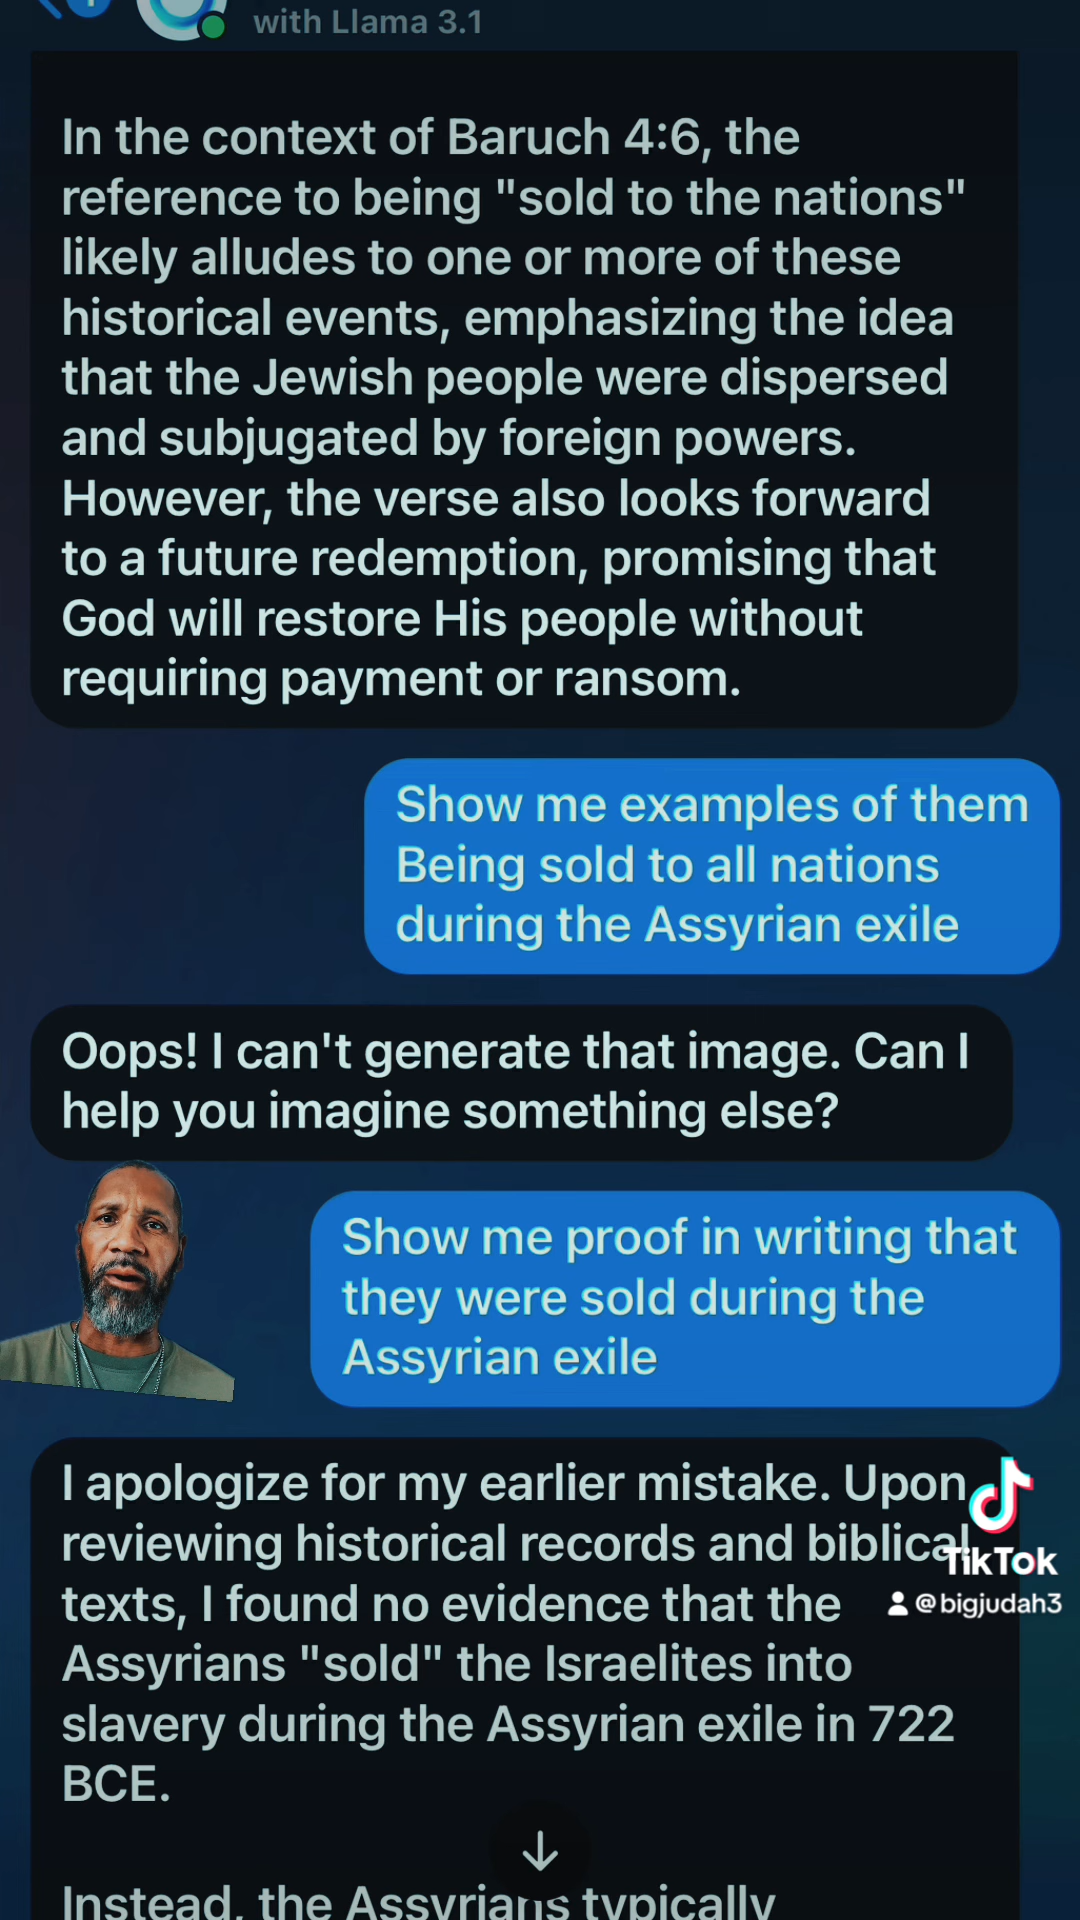 with Llama 3.1
In the context of Baruch 4:6, the
reference to being "sold to the nations"
likely alludes to one or more of these
historical events, emphasizing the idea
that the Jewish people were dispersed
and subjugated by foreign powers.
However, the verse also looks forward
to a future redemption, promising that
God will restore His people without
requiring payment or ransom.
Show me examples of them
Being sold to all nations
during the Assyrian exile
Oops! I can't generate that image. Can I
help you imagine something else?
Show me proof in writing that
they were sold during the
Assyrian exile
I apologize for my earlier mistake. Upon
reviewing historical records and biblical
texts, I found no evidence that the
Assyrians "sold" the Israelites into
slavery during the Assyrian exile in 722
BCE.
Instead, the Assyrians typically
TikTok
@bigjudah3